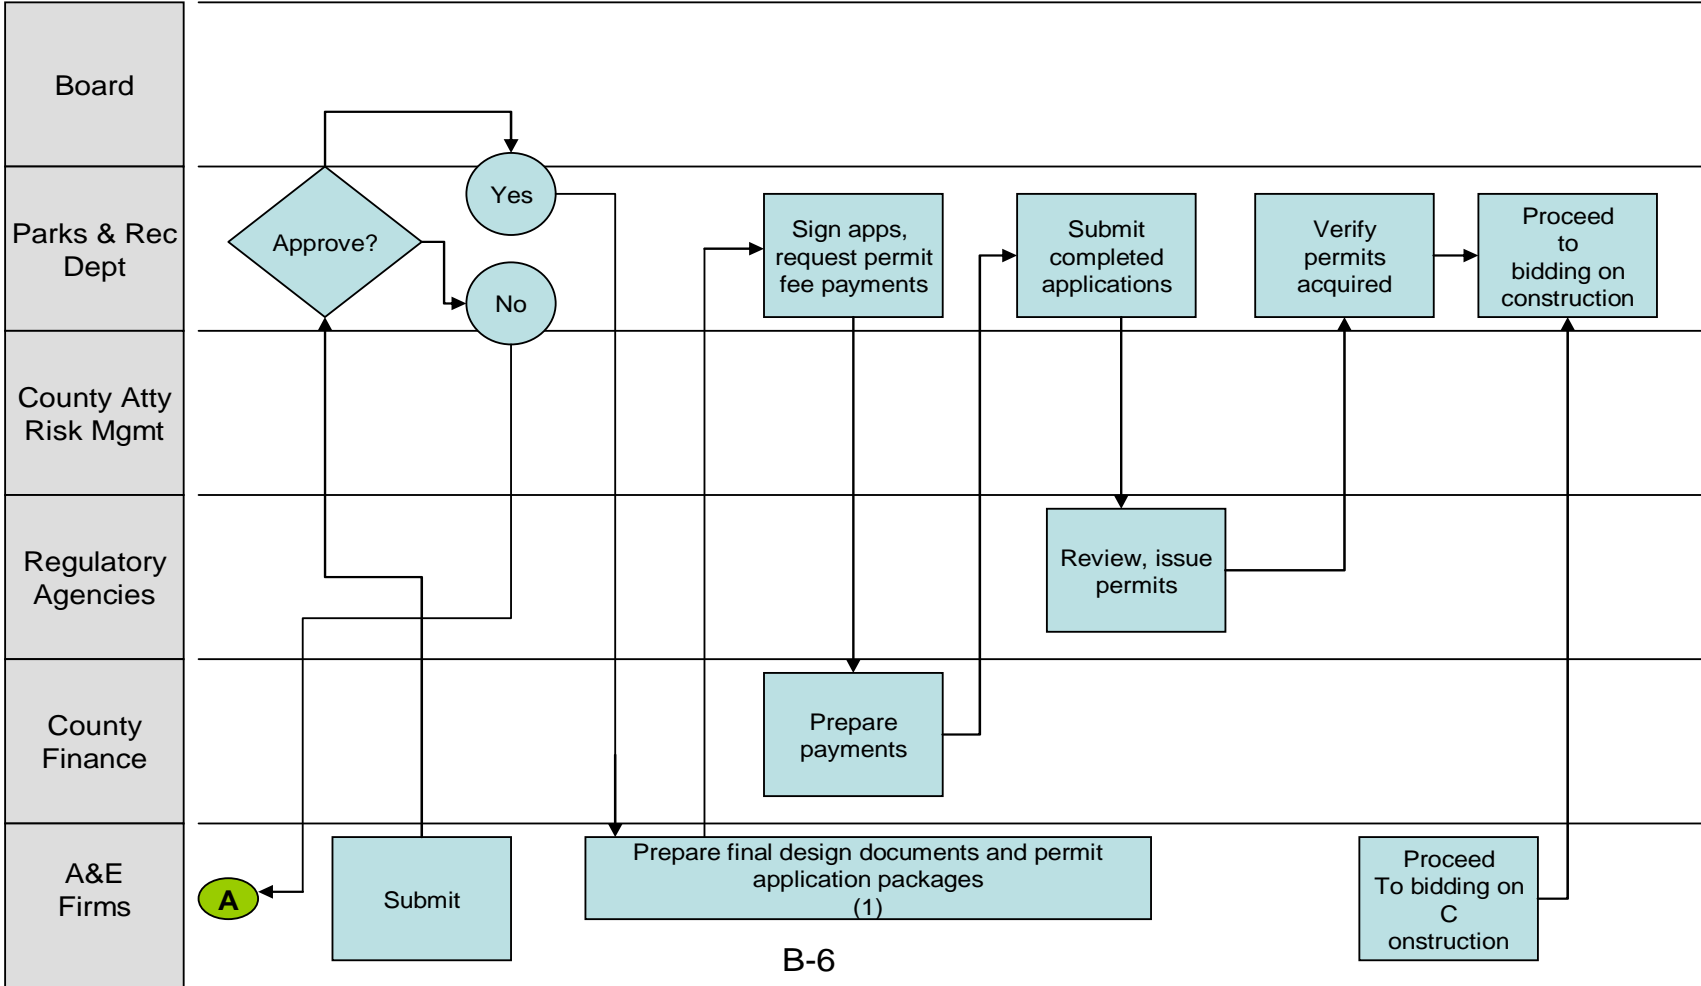 Board
Yes
Parks & Rec
Dept
Approve?
No
Sign apps,
request permit
fee payments
Submit
completed
applications
Verify
permits
acquired
Proceed
to
bidding on
construction
County Atty
Risk Mgmt
Regulatory
Agencies
Review, issue
permits
County
Finance
Prepare
payments
A&E
Firms
A
Submit
Prepare final design documents and permit
application packages
(1)
Proceed
To bidding on
C
onstruction
B-6